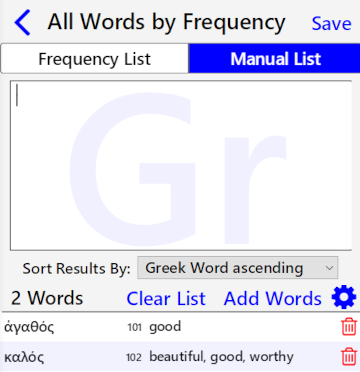 All Words by Frequency Save
Frequency List Manual List
Gr
Sort Results By: Greek Word ascending
2 Words Clear List Add Words
ἀγαθός 101 good
καλός 102 beautiful, good, worthy